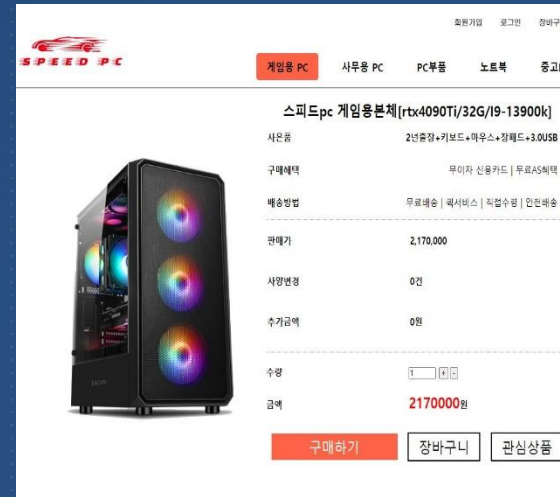 회원가입 로그인 장바구
SPEED PC
게임용 PC 사무용 PC PC부품 노트북 중고
스피드pc 게임용본체[rtx4090Ti/32G/I9-13900k]
사은품 2년출장+키보드+마우스+장패드+3.0USB
구매혜택 무이자 신용카드 | 무료AS혜택
배송방법 무료배송 | 퀵서비스 | 직접수령 | 안전배송
판매가 2,170,000
사양변경 0건
추가금액 0원
수량 1 + -
금액 2170000원
구매하기 장바구니 관심상품